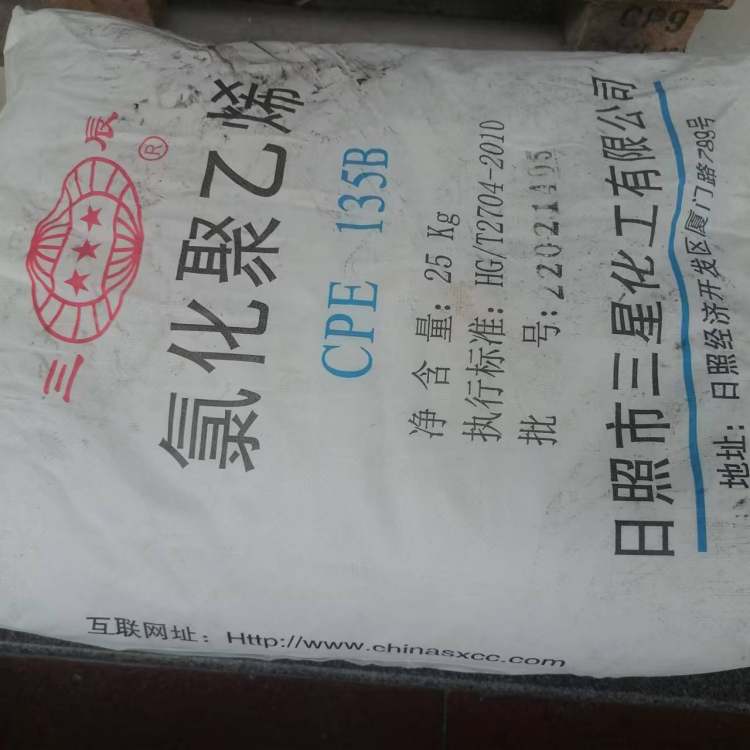 三辰®
氯化聚乙烯
CPE 135B
净 含 量: 25 Kg
执行标准: HG/T2704-2010
批 号:
日照市三星化工有限公司
地址: 日照经济开发区厦门路789号
互联网址: Http://www.chinasxcc.com
CP9